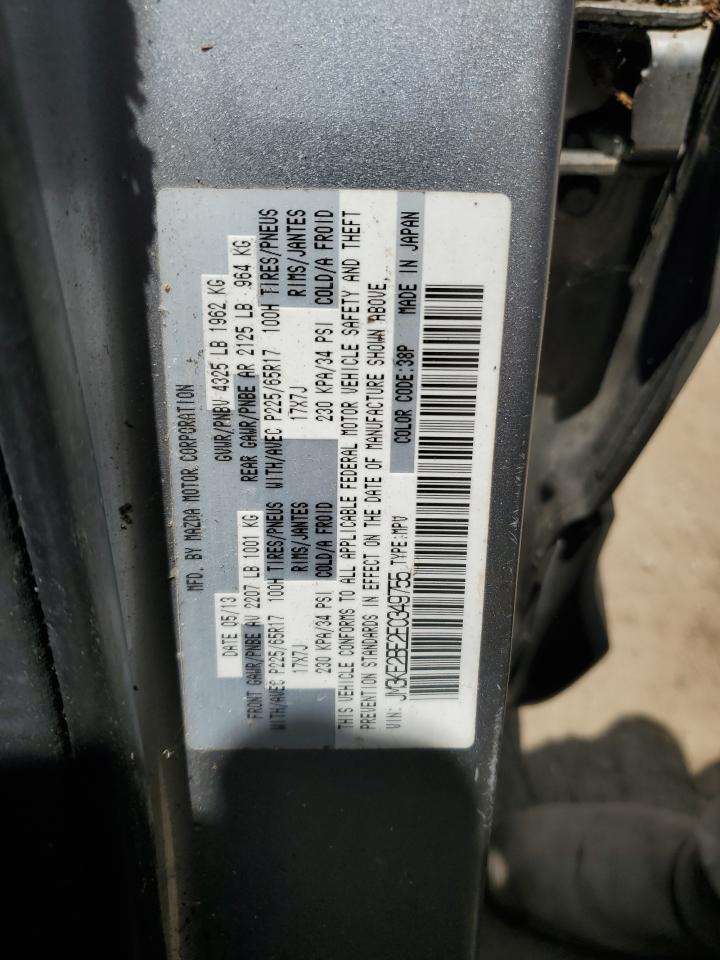 MFD. BY MAZDA MOTOR CORPORATION
DATE 05/13 GVWR/PNBV 4325 LB 1962 KG
FRONT GAWR/PNBE AV 2207 LB 1001 KG REAR GAWR/PNBE AR 2125 LB 964 KG
WITH/AVEC P225/65R17 100H TIRES/PNEUS WITH/AVEC P225/65R17 100H TIRES/PNEUS
17X7J RIMS/JANTES 17X7J RIMS/JANTES
230 KPA/34 PSI COLD/A FROID 230 KPA/34 PSI COLD/A FROID
THIS VEHICLE CONFORMS TO ALL APPLICABLE FEDERAL MOTOR VEHICLE SAFETY AND THEFT
PREVENTION STANDARDS IN EFFECT ON THE DATE OF MANUFACTURE SHOWN ABOVE.
VIN: JM3KE2BE2E0349755 TYPE:MPV COLOR CODE:38P MADE IN JAPAN